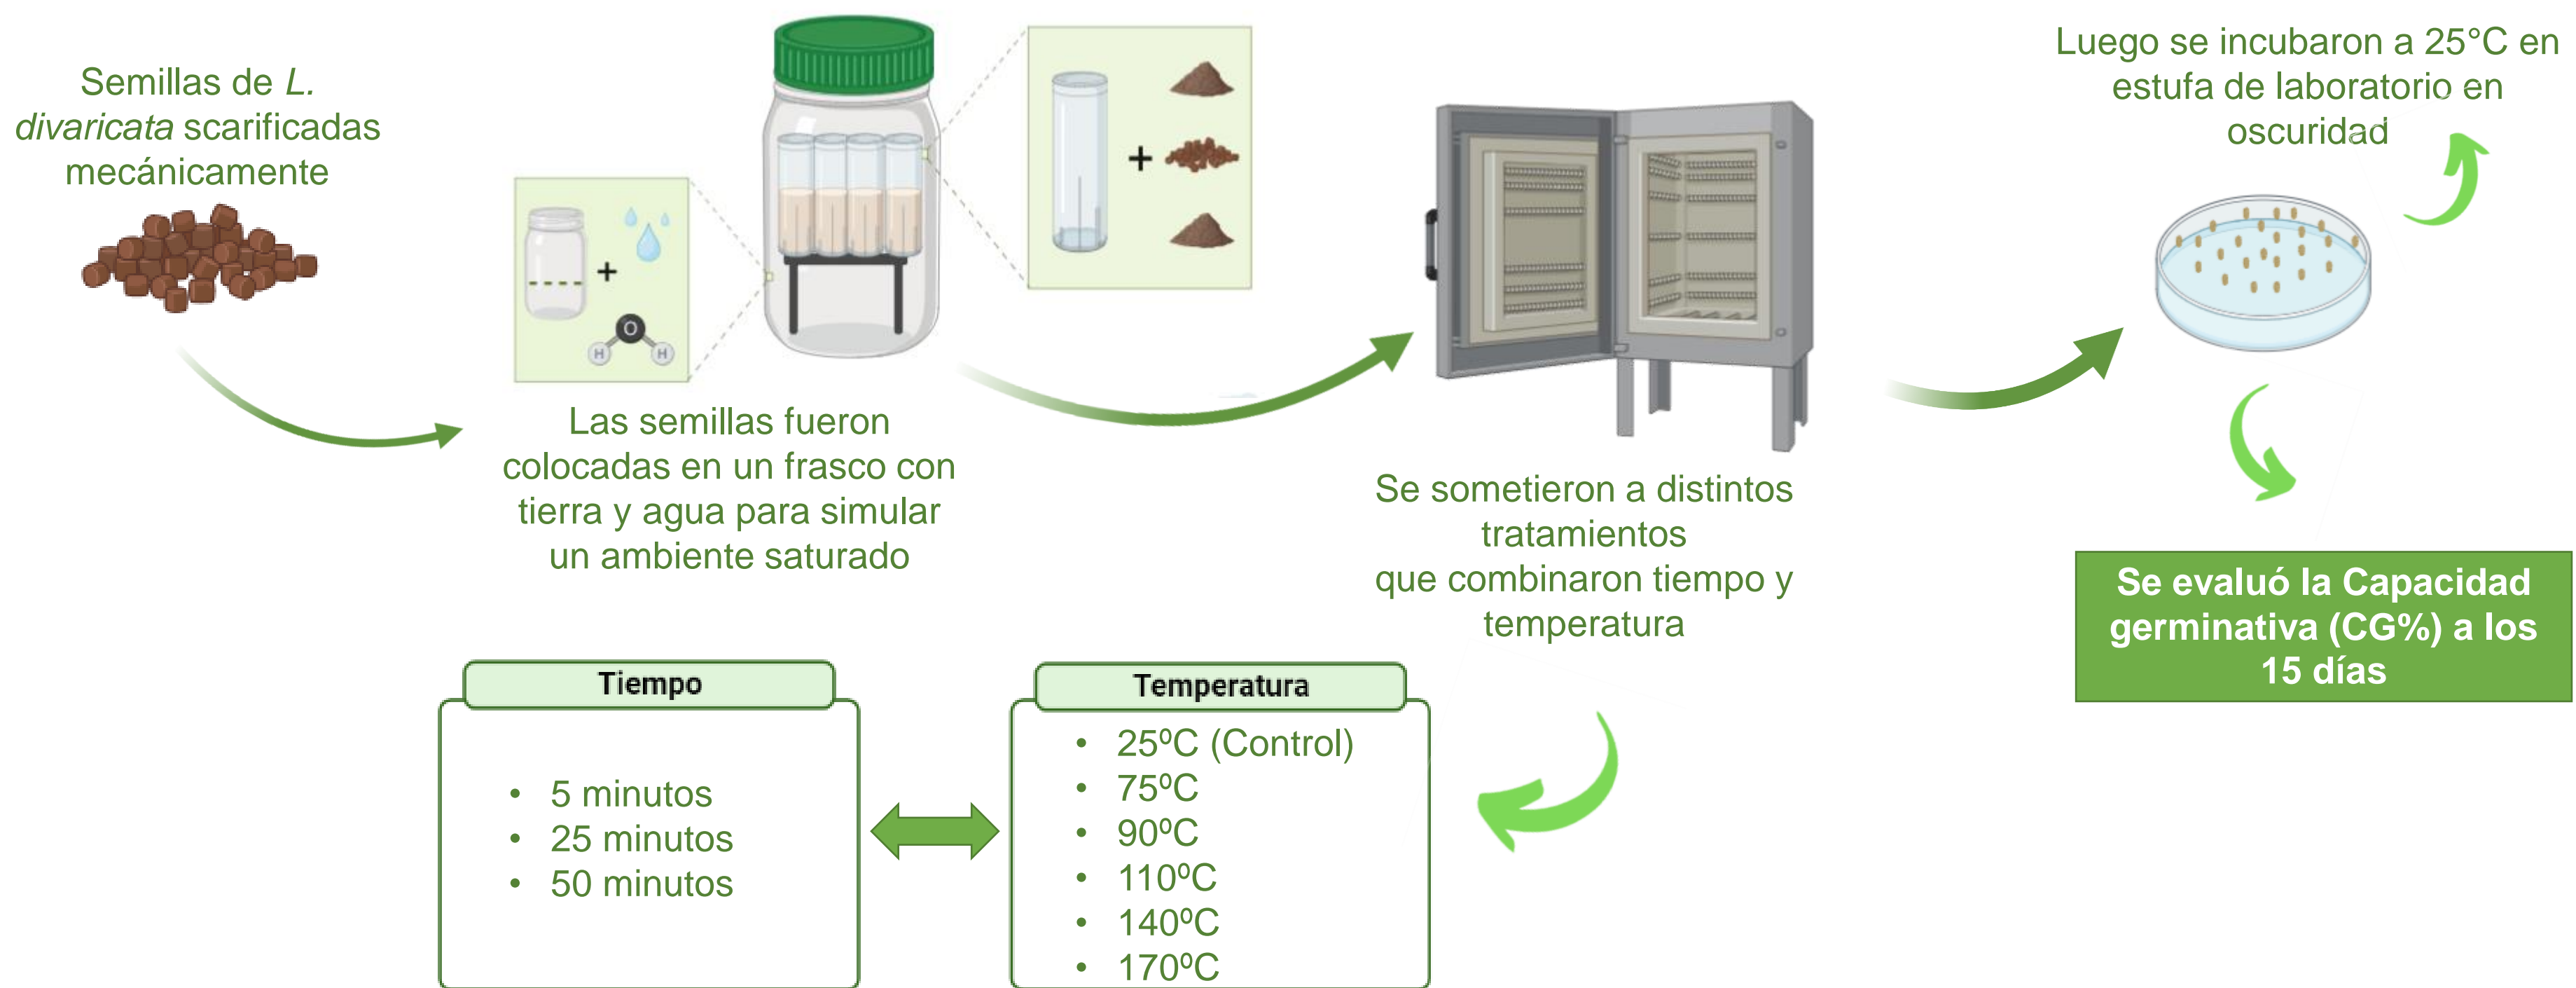 Semillas de L.
divaricata scarificadas
mecánicamente
+
O
H
H
+
Las semillas fueron
colocadas en un frasco con
tierra y agua para simular
un ambiente saturado
Se sometieron a distintos
tratamientos
que combinaron tiempo y
temperatura
Luego se incubaron a 25°C en
estufa de laboratorio en
oscuridad
Se evaluó la Capacidad
germinativa (CG%) a los
15 días
Tiempo
• 5 minutos
• 25 minutos
• 50 minutos
Temperatura
• 25ºC (Control)
• 75ºC
• 90ºC
• 110ºC
• 140ºC
• 170ºC